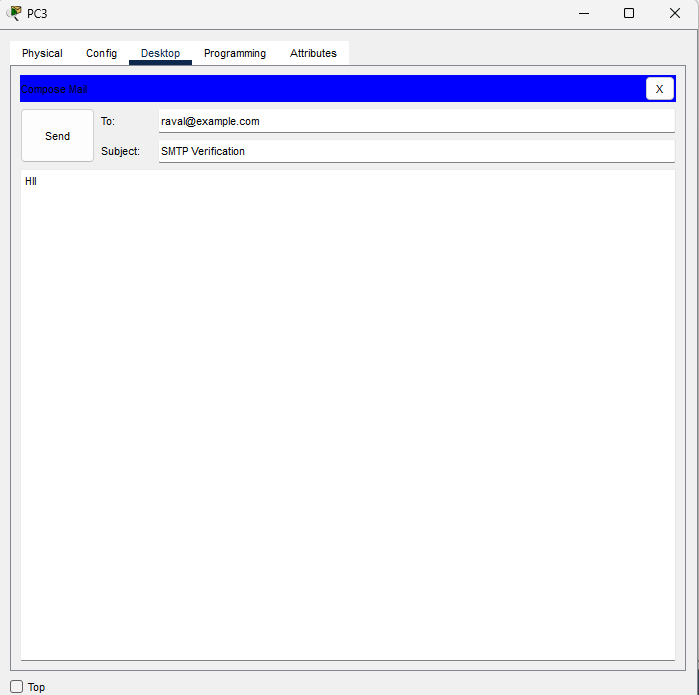 PC3
Physical Config Desktop Programming Attributes
Compose Mail X
Send
To: raval@example.com
Subject: SMTP Verification
HII
Top